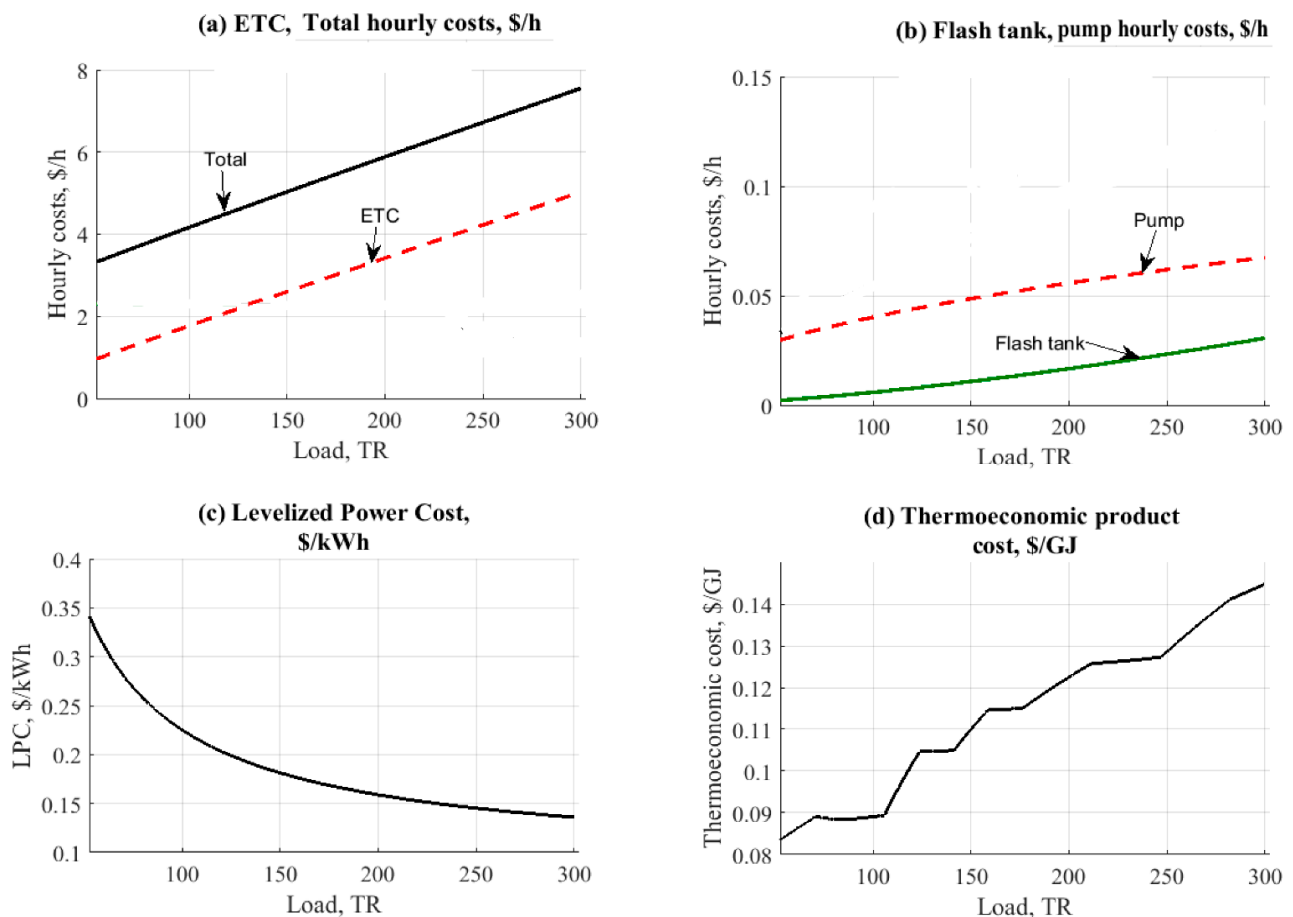 (a) ETC, Total hourly costs, $/h
8
6
4
2
0
Hourly costs, $/h
Total
ETC
100 150 200 250 300
Load, TR
(b) Flash tank, pump hourly costs, $/h
0.15
0.1
0.05
0
Hourly costs, $/h
Pump
Flash tank
100 150 200 250 300
Load, TR
(c) Levelized Power Cost,
$/kWh
0.4
0.35
0.3
0.25
0.2
0.15
0.1
LPC, $/kWh
100 150 200 250 300
Load, TR
(d) Thermoeconomic product
cost, $/GJ
0.14
0.13
0.12
0.11
0.1
0.09
0.08
Thermoeconomic cost, $/GJ
100 150 200 250 300
Load, TR